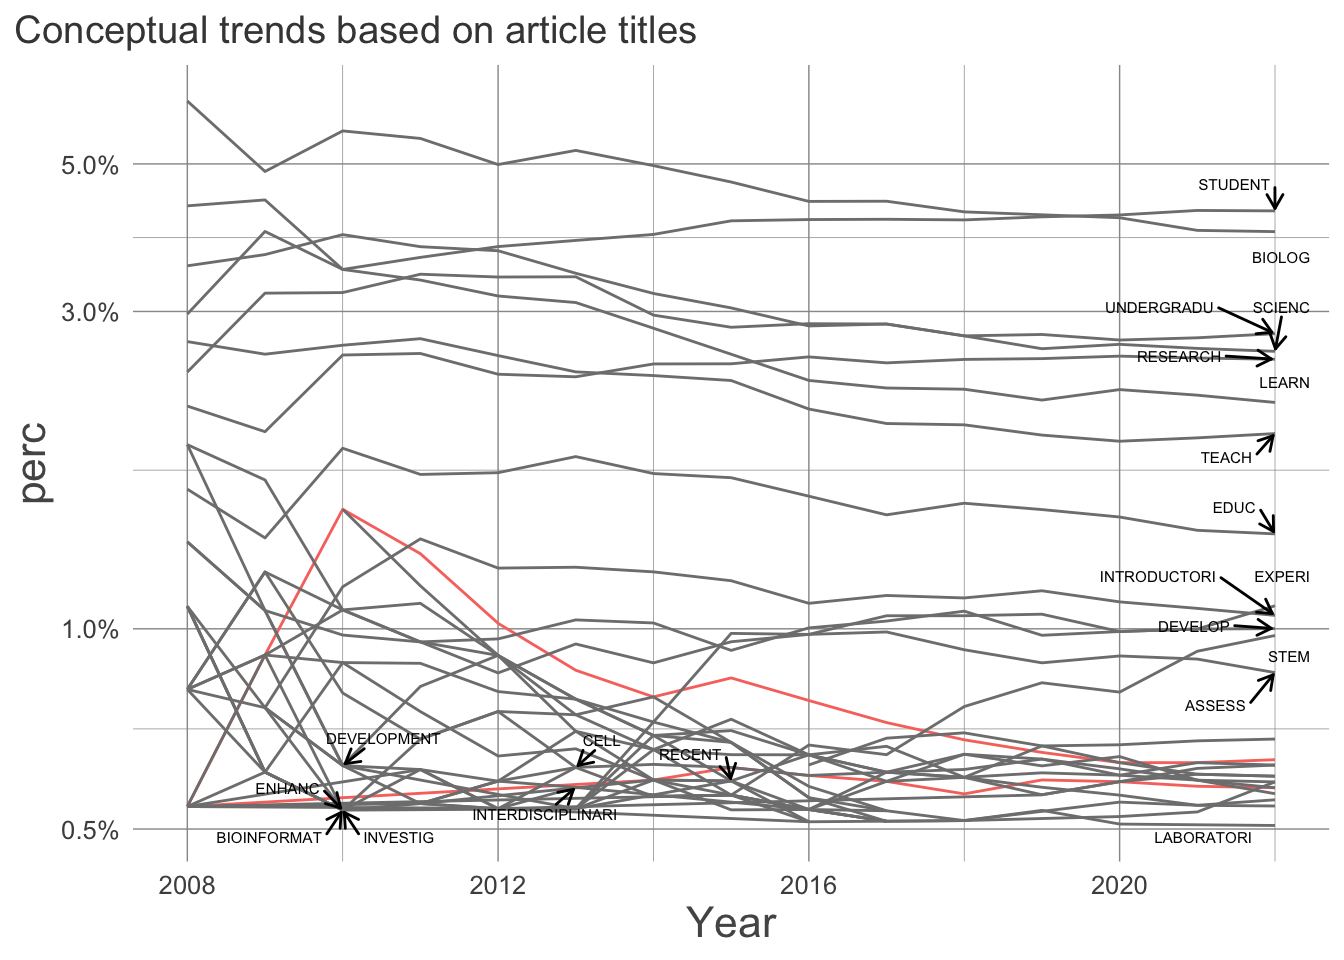 Conceptual trends based on article titles
5.0%
STUDENT
BIOLOG
3.0%
UNDERGRADU
SCIENC
RESEARCH
LEARN
TEACH
EDUC
INTRODUCTORI
EXPERI
1.0%
DEVELOP
STEM
ASSESS
DEVELOPMENT
CELL
RECENT
ENHANC
INTERDISCIPLINARI
0.5%
BIOINFORMAT
INVESTIG
LABORATORI
2008
2012
2016
2020
Year
perc